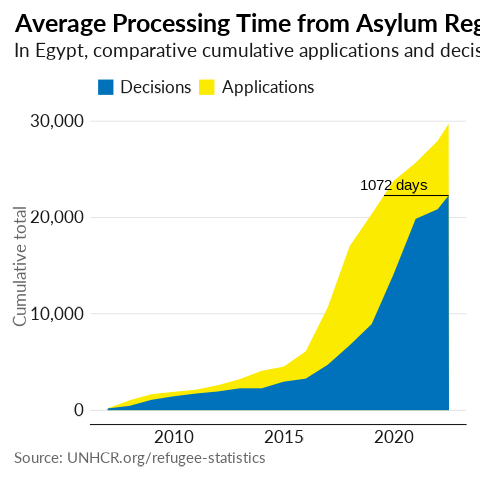 Average Processing Time from Asylum Reg
In Egypt, comparative cumulative applications and decis
Decisions Applications
30,000
1072 days
20,000
Cumulative total
10,000
0
2010 2015 2020
Source: UNHCR.org/refugee-statistics